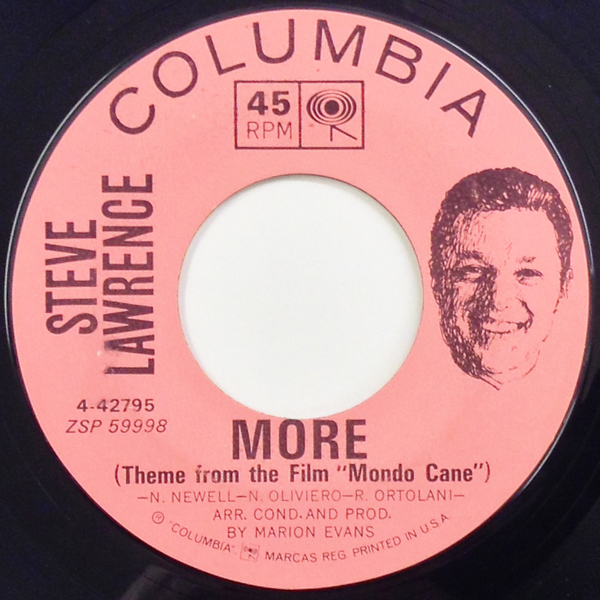 COLUMBIA
45
RPM
STEVE
LAWRENCE
4-42795
ZSP 59998
MORE
(Theme from the Film "Mondo Cane")
—N. NEWELL—N. OLIVIERO—R. ORTOLANI—
ARR. COND. AND PROD.
BY MARION EVANS
Ⓡ "COLUMBIA" MARCAS REG. PRINTED IN U.S.A.